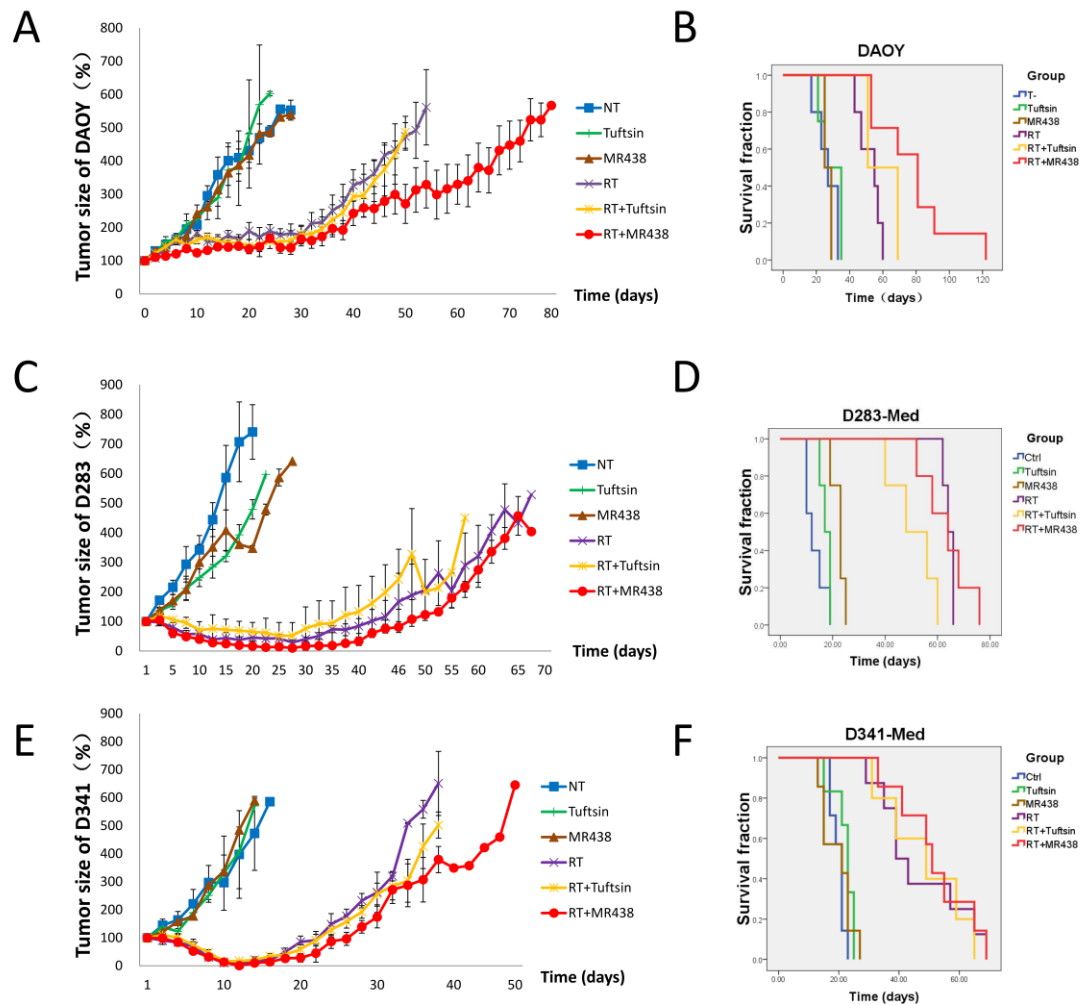 A
Tumor size of DAOY（%）
800
700
600
500
400
300
200
100
0
0 10 20 30 40 50 60 70 80
Time (days)
NT
Tuftsin
MR438
RT
RT+Tuftsin
RT+MR438
B
DAOY
Survival fraction
1.0
0.8
0.6
0.4
0.2
0.0
0 20 40 60 80 100 120
Time（days）
Group
T-
Tuftsin
MR438
RT
RT+Tuftsin
RT+MR438
C
Tumor size of D283（%）
900
800
700
600
500
400
300
200
100
0
1 5 10 15 20 25 30 35 40 46 50 55 60 65 70
Time (days)
NT
Tuftsin
MR438
RT
RT+Tuftsin
RT+MR438
D
D283-Med
Survival fraction
1.0
0.8
0.6
0.4
0.2
0.0
0.00 20.00 40.00 60.00 80.00
Time (days)
Group
Ctrl
Tuftsin
MR438
RT
RT+Tuftsin
RT+MR438
E
Tumor size of D341（%）
900
800
700
600
500
400
300
200
100
0
1 10 20 30 40 50
Time (days)
NT
Tuftsin
MR438
RT
RT+Tuftsin
RT+MR438
F
D341-Med
Survival fraction
1.0
0.8
0.6
0.4
0.2
0.0
0.00 20.00 40.00 60.00
Time (days)
Group
Ctrl
Tuftsin
MR438
RT
RT+Tuftsin
RT+MR438